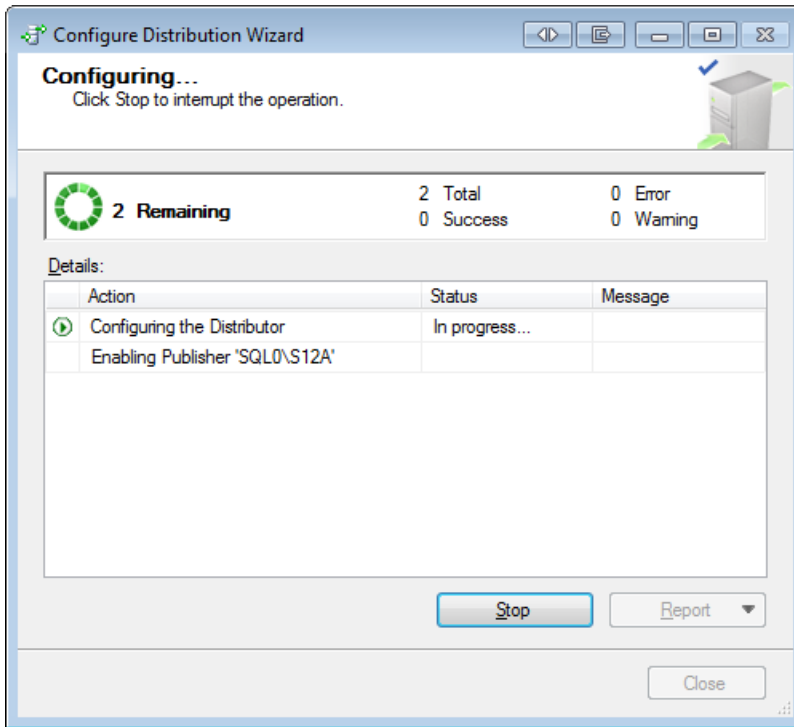 Configure Distribution Wizard
Configuring...
Click Stop to interrupt the operation.
2 Remaining
2 Total
0 Error
0 Success
0 Warning
Details:
Action Status Message
Configuring the Distributor In progress...
Enabling Publisher 'SQL0\S12A'
Stop Report
Close